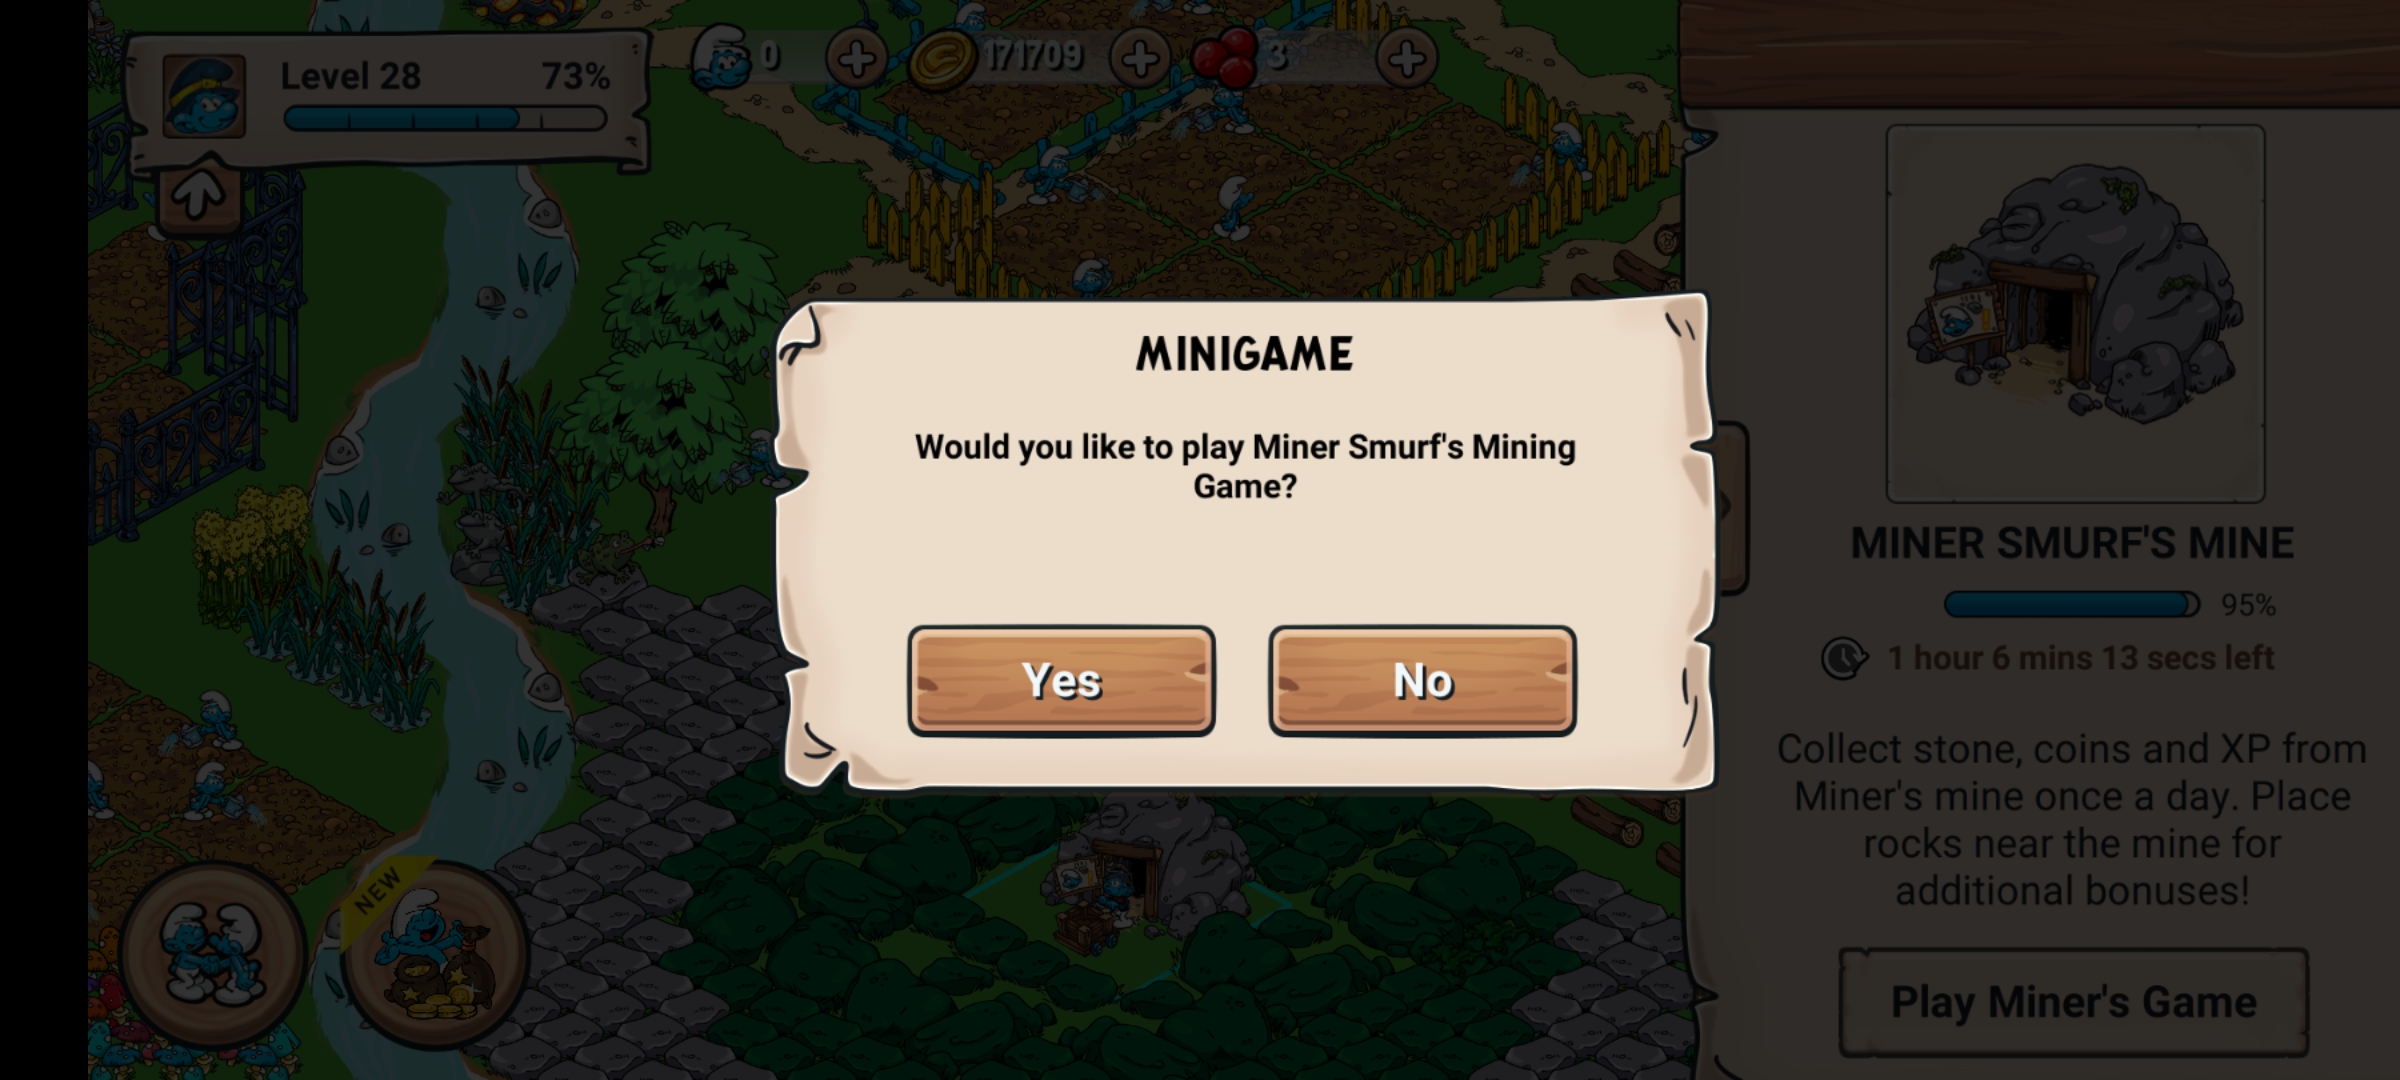 Level 28 73%
0
171709
3
MINIGAME
Would you like to play Miner Smurf's Mining
Game?
Yes
No
MINER SMURF'S MINE
95%
1 hour 6 mins 13 secs left
Collect stone, coins and XP from
Miner's mine once a day. Place
rocks near the mine for
additional bonuses!
Play Miner's Game
NEW